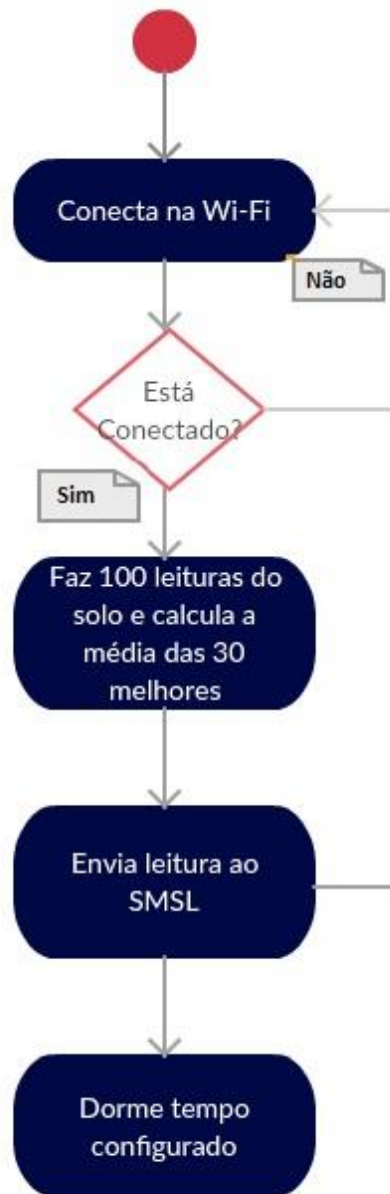 Conecta na Wi-Fi
Não
Está
Conectado?
Sim
Faz 100 leituras do
solo e calcula a
média das 30
melhores
Envia leitura ao
SMSL
Dorme tempo
configurado